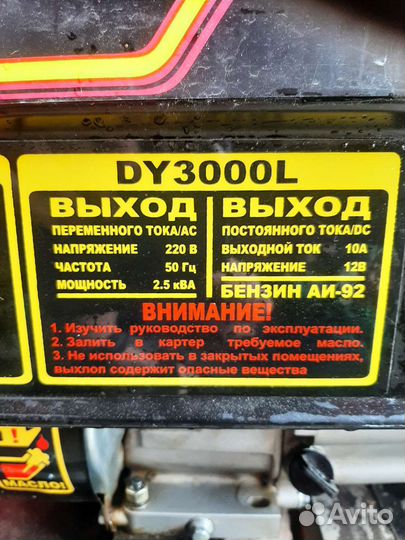 DY3000L
ВЫХОД
ПЕРЕМЕННОГО ТОКА/AC
НАПРЯЖЕНИЕ 220 В
ЧАСТОТА 50 Гц
МОЩНОСТЬ 2.5 кВА
ВЫХОД
ПОСТОЯННОГО ТОКА/DC
ВЫХОДНОЙ ТОК 10А
НАПРЯЖЕНИЕ 12В
БЕНЗИН АИ-92
ВНИМАНИЕ!
1. Изучить руководство по эксплуатации.
2. Залить в картер требуемое масло.
3. Не использовать в закрытых помещениях,
выхлоп содержит опасные вещества
МАСЛО!
Avito